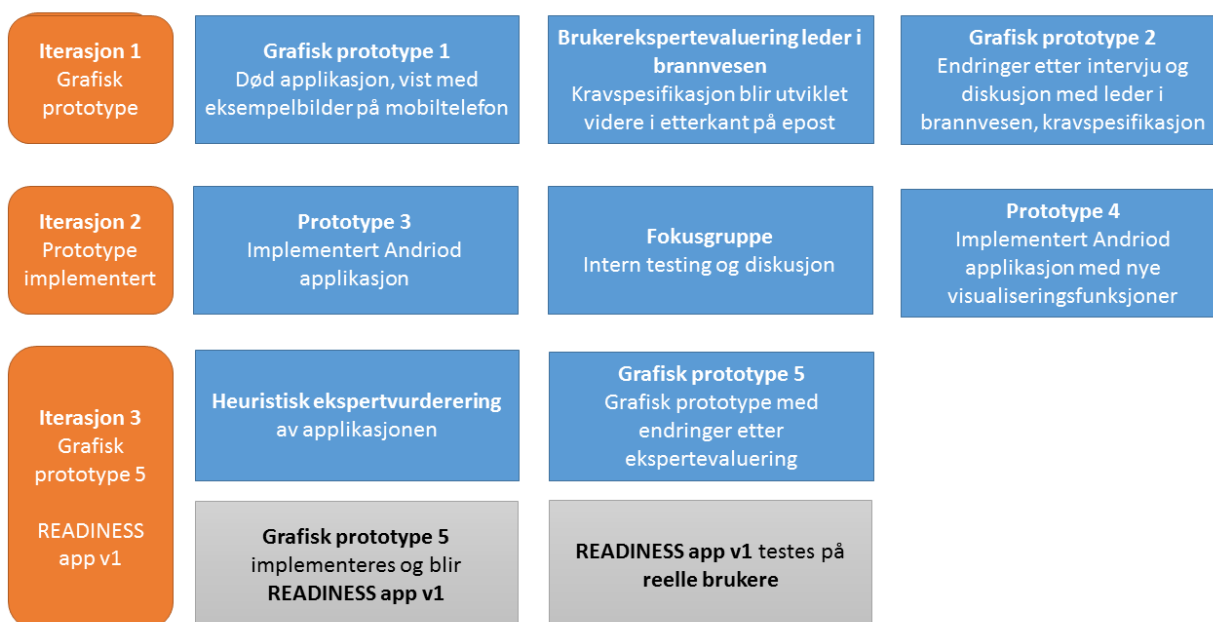 Iterasjon 1
Grafisk
prototype
Grafisk prototype 1
Død applikasjon, vist med
eksempelbilder på mobiltelefon
Brukerekspertevaluering leder i
brannvesen
Kravspesifikasjon blir utviklet
videre i etterkant på epost
Grafisk prototype 2
Endringer etter intervju og
diskusjon med leder i
brannvesen, kravspesifikasjon
Iterasjon 2
Prototype
implementert
Prototype 3
Implementert Andriod
applikasjon
Fokusgruppe
Intern testing og diskusjon
Prototype 4
Implementert Andriod
applikasjon med nye
visualiseringsfunksjoner
Iterasjon 3
Grafisk
prototype 5
READINESS
app v1
Heuristisk ekspertvurderering
av applikasjonen
Grafisk prototype 5
Grafisk prototype med
endringer etter
ekspertevaluering
Grafisk prototype 5
implementeres og blir
READINESS app v1
READINESS app v1 testes på
reelle brukere